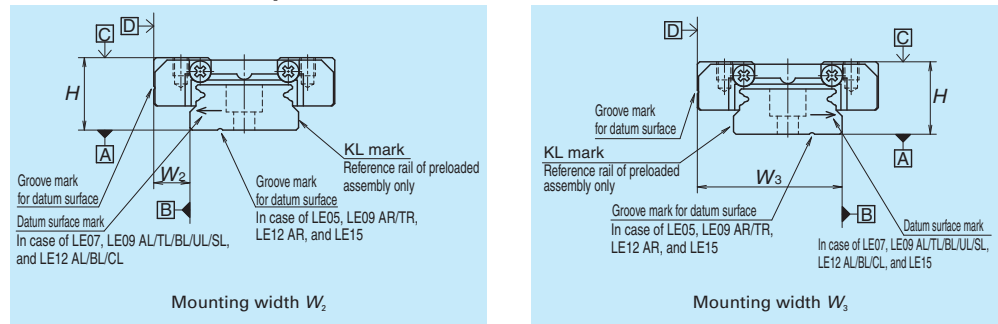 D
C
H
A
KL mark
Reference rail of preloaded
assembly only
W2
Groove mark
for datum surface
B
Groove mark
for datum surface
In case of LE05, LE09 AR/TR,
LE12 AR, and LE15
Datum surface mark
In case of LE07, LE09 AL/TL/BL/UL/SL,
and LE12 AL/BL/CL
Mounting width W2
D
C
H
Groove mark
for datum surface
A
KL mark
Reference rail of preloaded
assembly only
W3
Groove mark for datum surface
In case of LE05, LE09 AR/TR,
LE12 AR, and LE15
B
Datum surface mark
In case of LE07, LE09 AL/TL/BL/UL/SL,
LE12 AL/BL/CL, and LE15
Mounting width W3